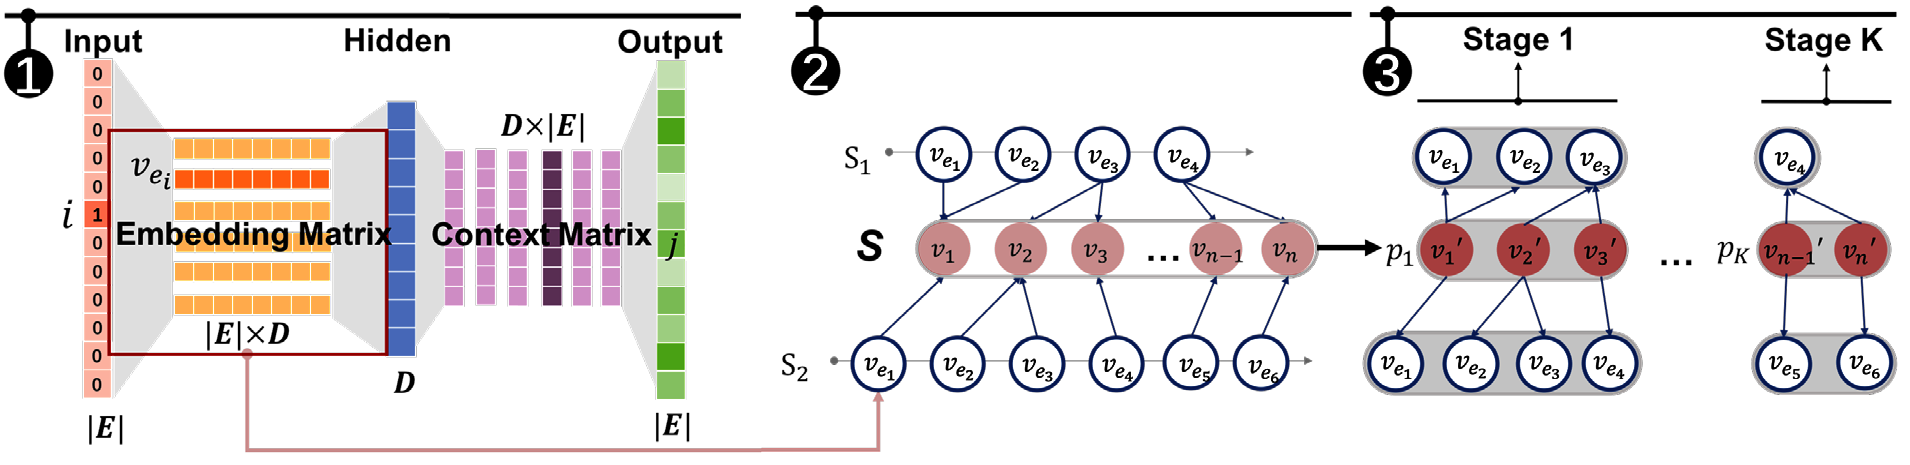 1
Input
Hidden
Output
0
0
0
0
0
1
0
0
0
0
0
0
i
v_{e_i}
Embedding Matrix
|E|×D
|E|
D
D×|E|
Context Matrix
j
|E|
2
S₁
v_{e_1} v_{e_2} v_{e_3} v_{e_4}
S
v_1 v_2 v_3 ... v_{n-1} v_n
S₂
v_{e_1} v_{e_2} v_{e_3} v_{e_4} v_{e_5} v_{e_6}
3
Stage 1
Stage K
v_{e_1} v_{e_2} v_{e_3}
v_{e_4}
p_1
v_1′ v_2′ v_3′
...
p_K
v_{n-1}′ v_n′
v_{e_1} v_{e_2} v_{e_3} v_{e_4}
v_{e_5} v_{e_6}